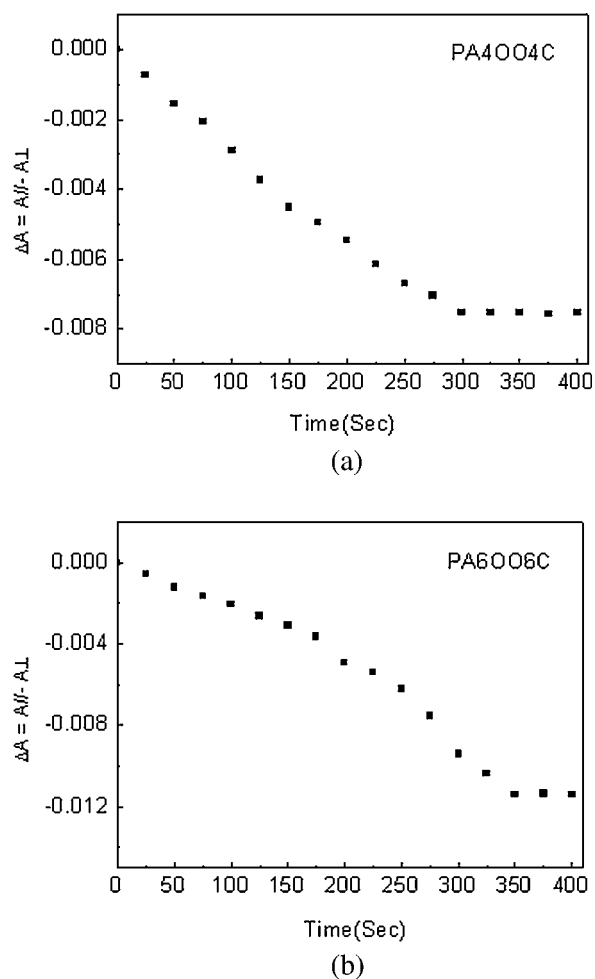 PA4OO4C
0.000
-0.002
-0.004
-0.006
-0.008
ΔA = A// - A⊥
0 50 100 150 200 250 300 350 400
Time(Sec)
(a)
PA6OO6C
0.000
-0.004
-0.008
-0.012
ΔA = A// - A⊥
0 50 100 150 200 250 300 350 400
Time(Sec)
(b)